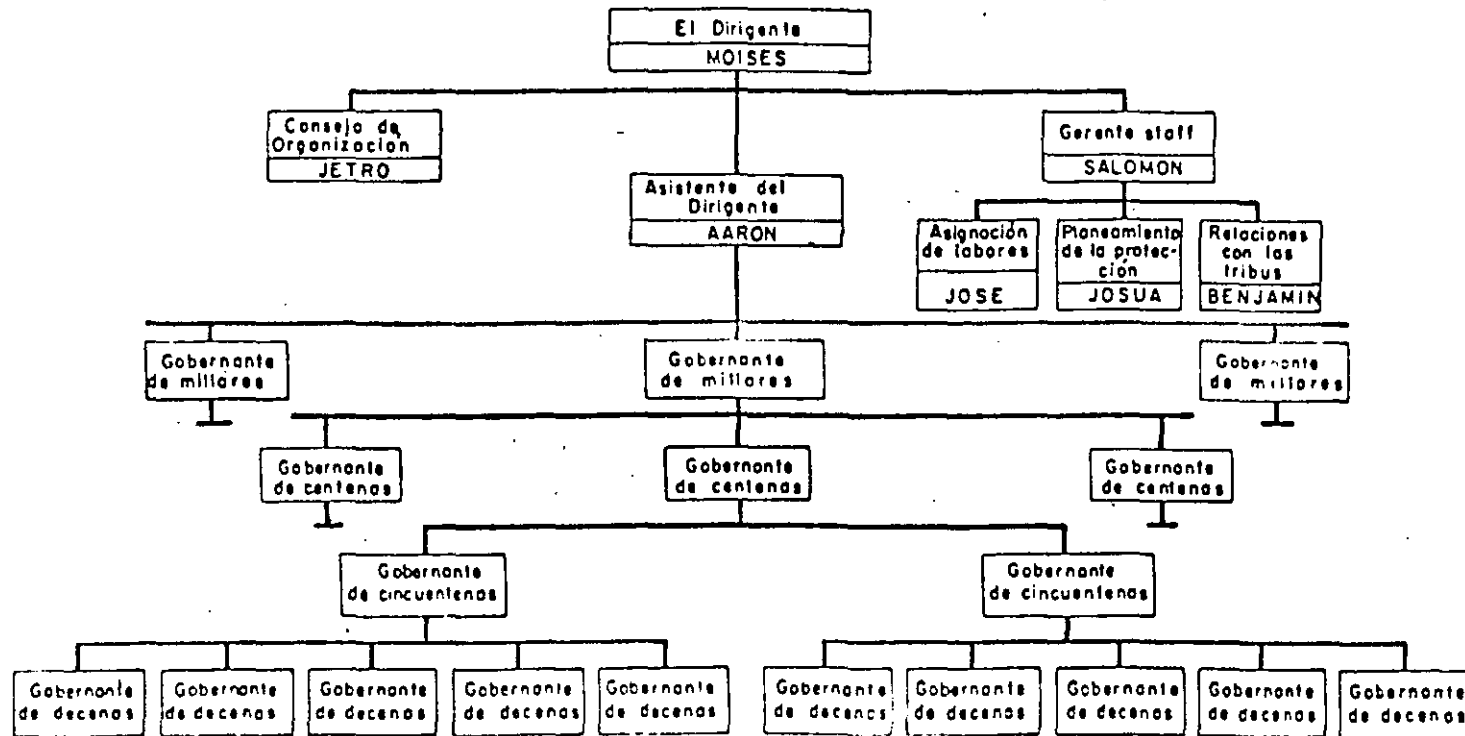 El Dirigente
MOISES
Consejo de
Organización
JETRO
Gerente staff
SALOMON
Asistente del
Dirigente
AARON
Asignación
de labores
JOSE
Planeamiento
de la protec-
ción
JOSUA
Relaciones
con las
tribus
BENJAMIN
Gobernante
de millares
Gobernante
de millares
Gobernante
de millares
Gobernante
de centenas
Gobernante
de centenas
Gobernante
de centenas
Gobernante
de cincuentenas
Gobernante
de cincuentenas
Gobernante
de decenas
Gobernante
de decenas
Gobernante
de decenas
Gobernante
de decenas
Gobernante
de decenas
Gobernante
de decenas
Gobernante
de decenas
Gobernante
de decenas
Gobernante
de decenas
Gobernante
de decenas